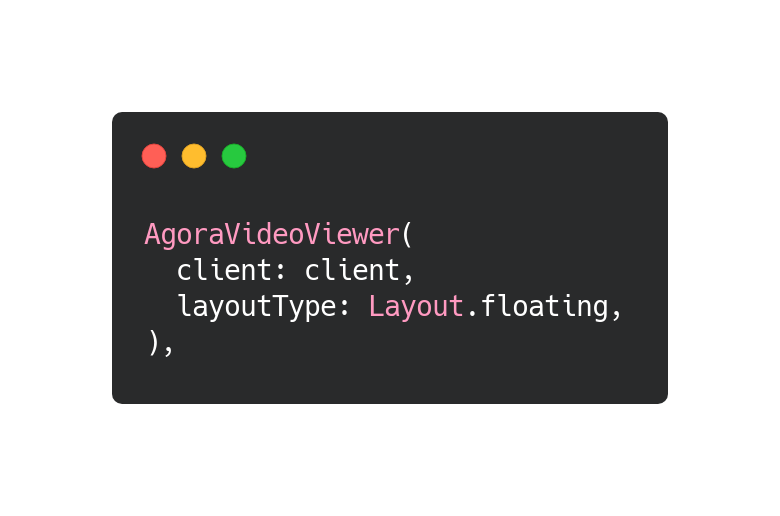 AgoraVideoViewer(
  client: client,
  layoutType: Layout.floating,
),